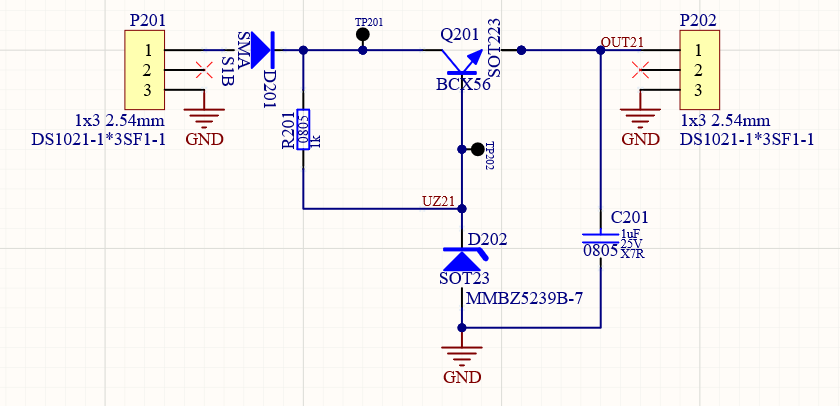 P201
1
2
3
1x3 2.54mm
DS1021-1*3SF1-1
GND
SMA
S1B
D201
TP201
R201
0805
1k
Q201
SOT223
BCX56
TP202
UZ21
D202
SOT23
MMBZ5239B-7
GND
OUT21
C201
1uF
25V
0805
X7R
P202
1
2
3
1x3 2.54mm
DS1021-1*3SF1-1
GND